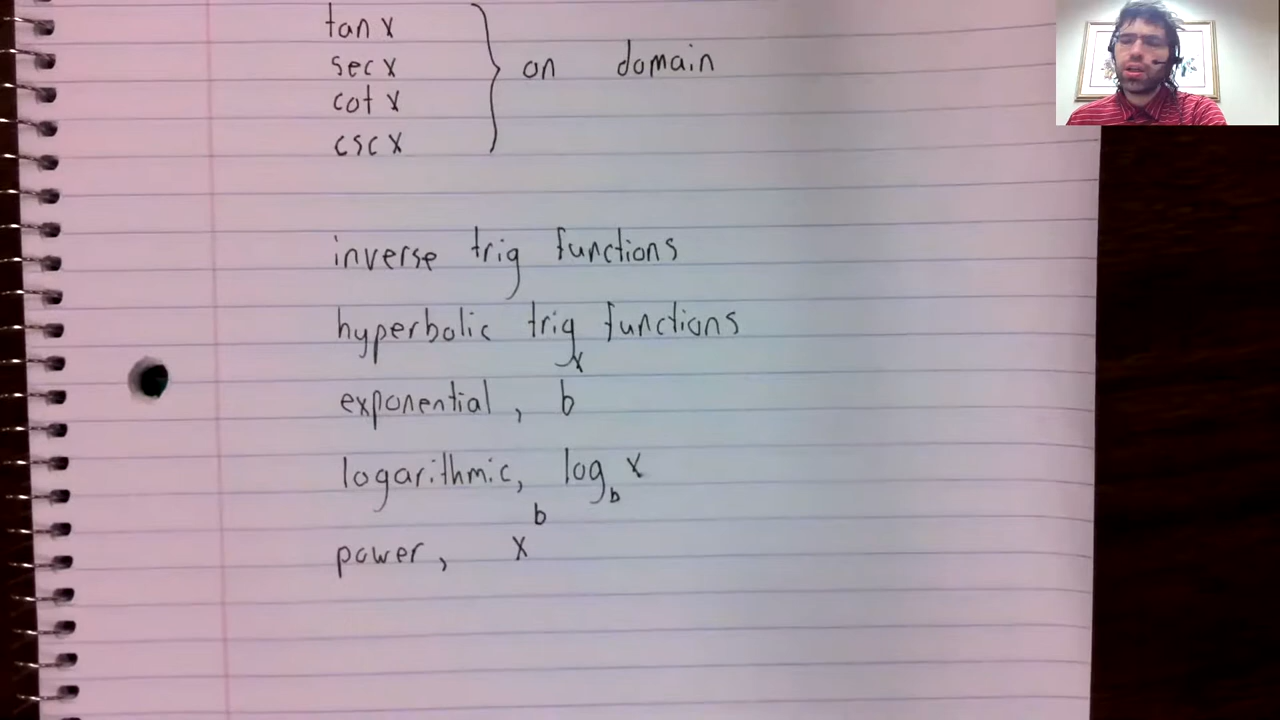 tan x
sec x
cot x
csc x
on domain
inverse trig functions
hyperbolic trig functions
exponential, b^x
logarithmic, log_b x
power, x^b